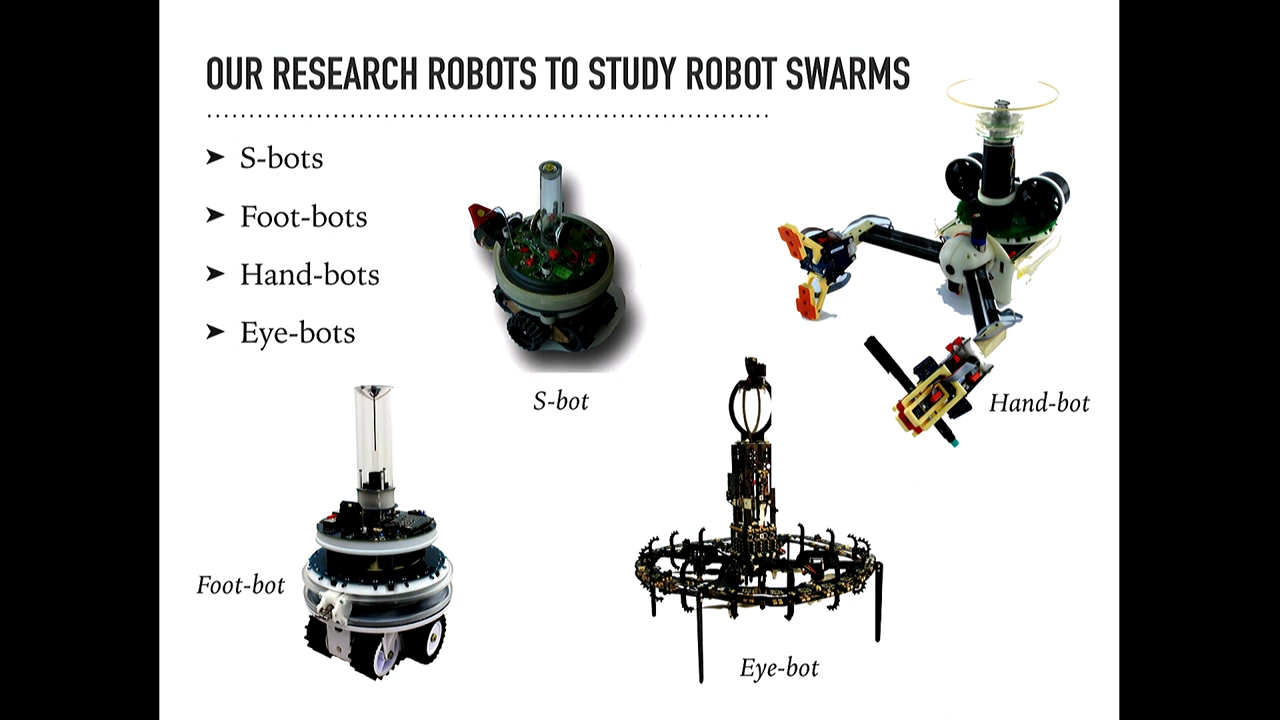 OUR RESEARCH ROBOTS TO STUDY ROBOT SWARMS
➤ S-bots
➤ Foot-bots
➤ Hand-bots
➤ Eye-bots
S-bot
Hand-bot
Foot-bot
Eye-bot